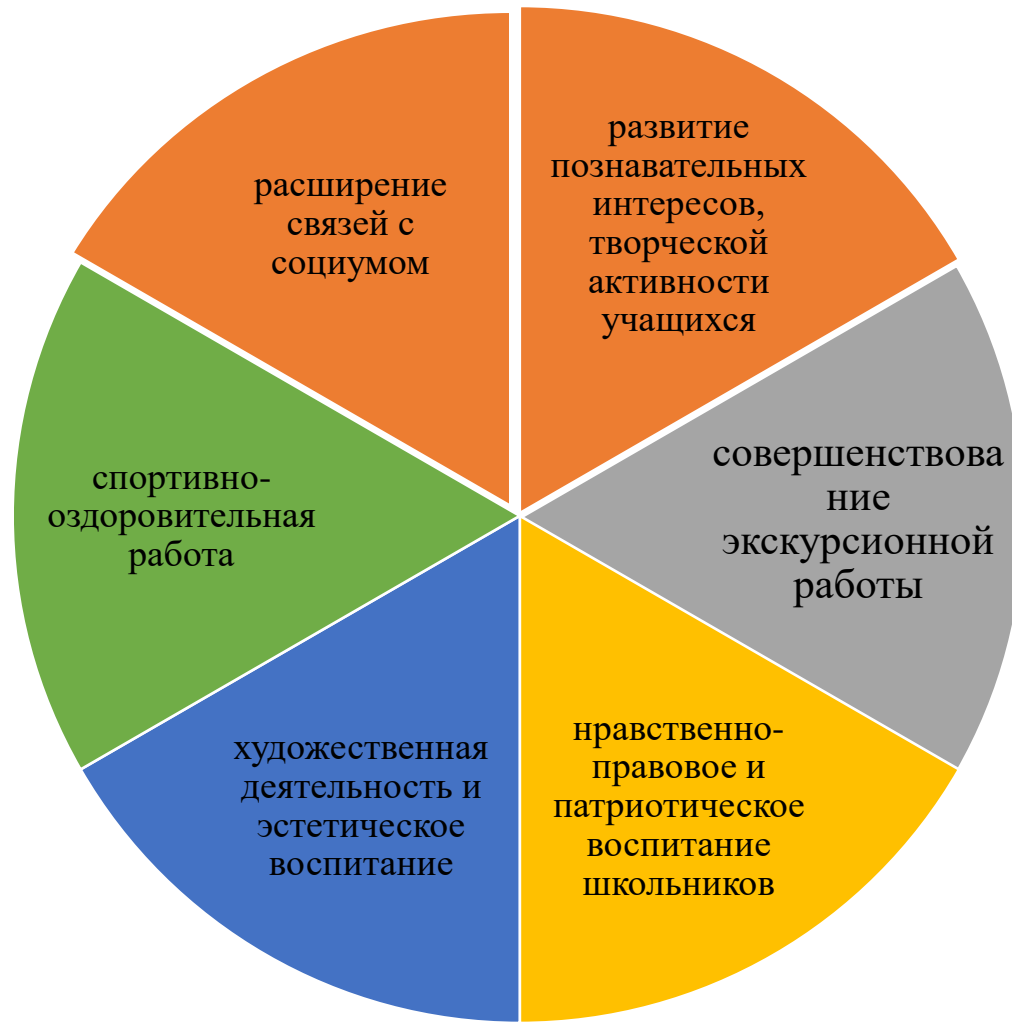 развитие
познавательных
интересов,
творческой
активности
учащихся
совершенствова
ние
экскурсионной
работы
нравственно-
правовое и
патриотическое
воспитание
школьников
художественная
деятельность и
эстетическое
воспитание
спортивно-
оздоровительная
работа
расширение
связей с
социумом